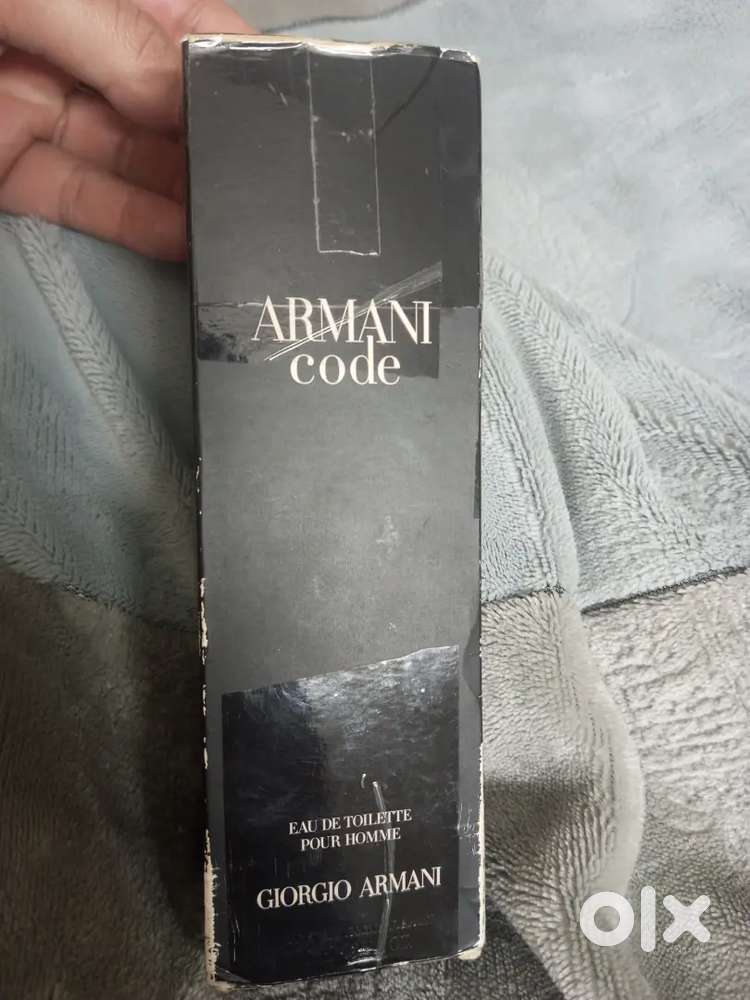 ARMANI
code
EAU DE TOILETTE
POUR HOMME
GIORGIO ARMANI
olx